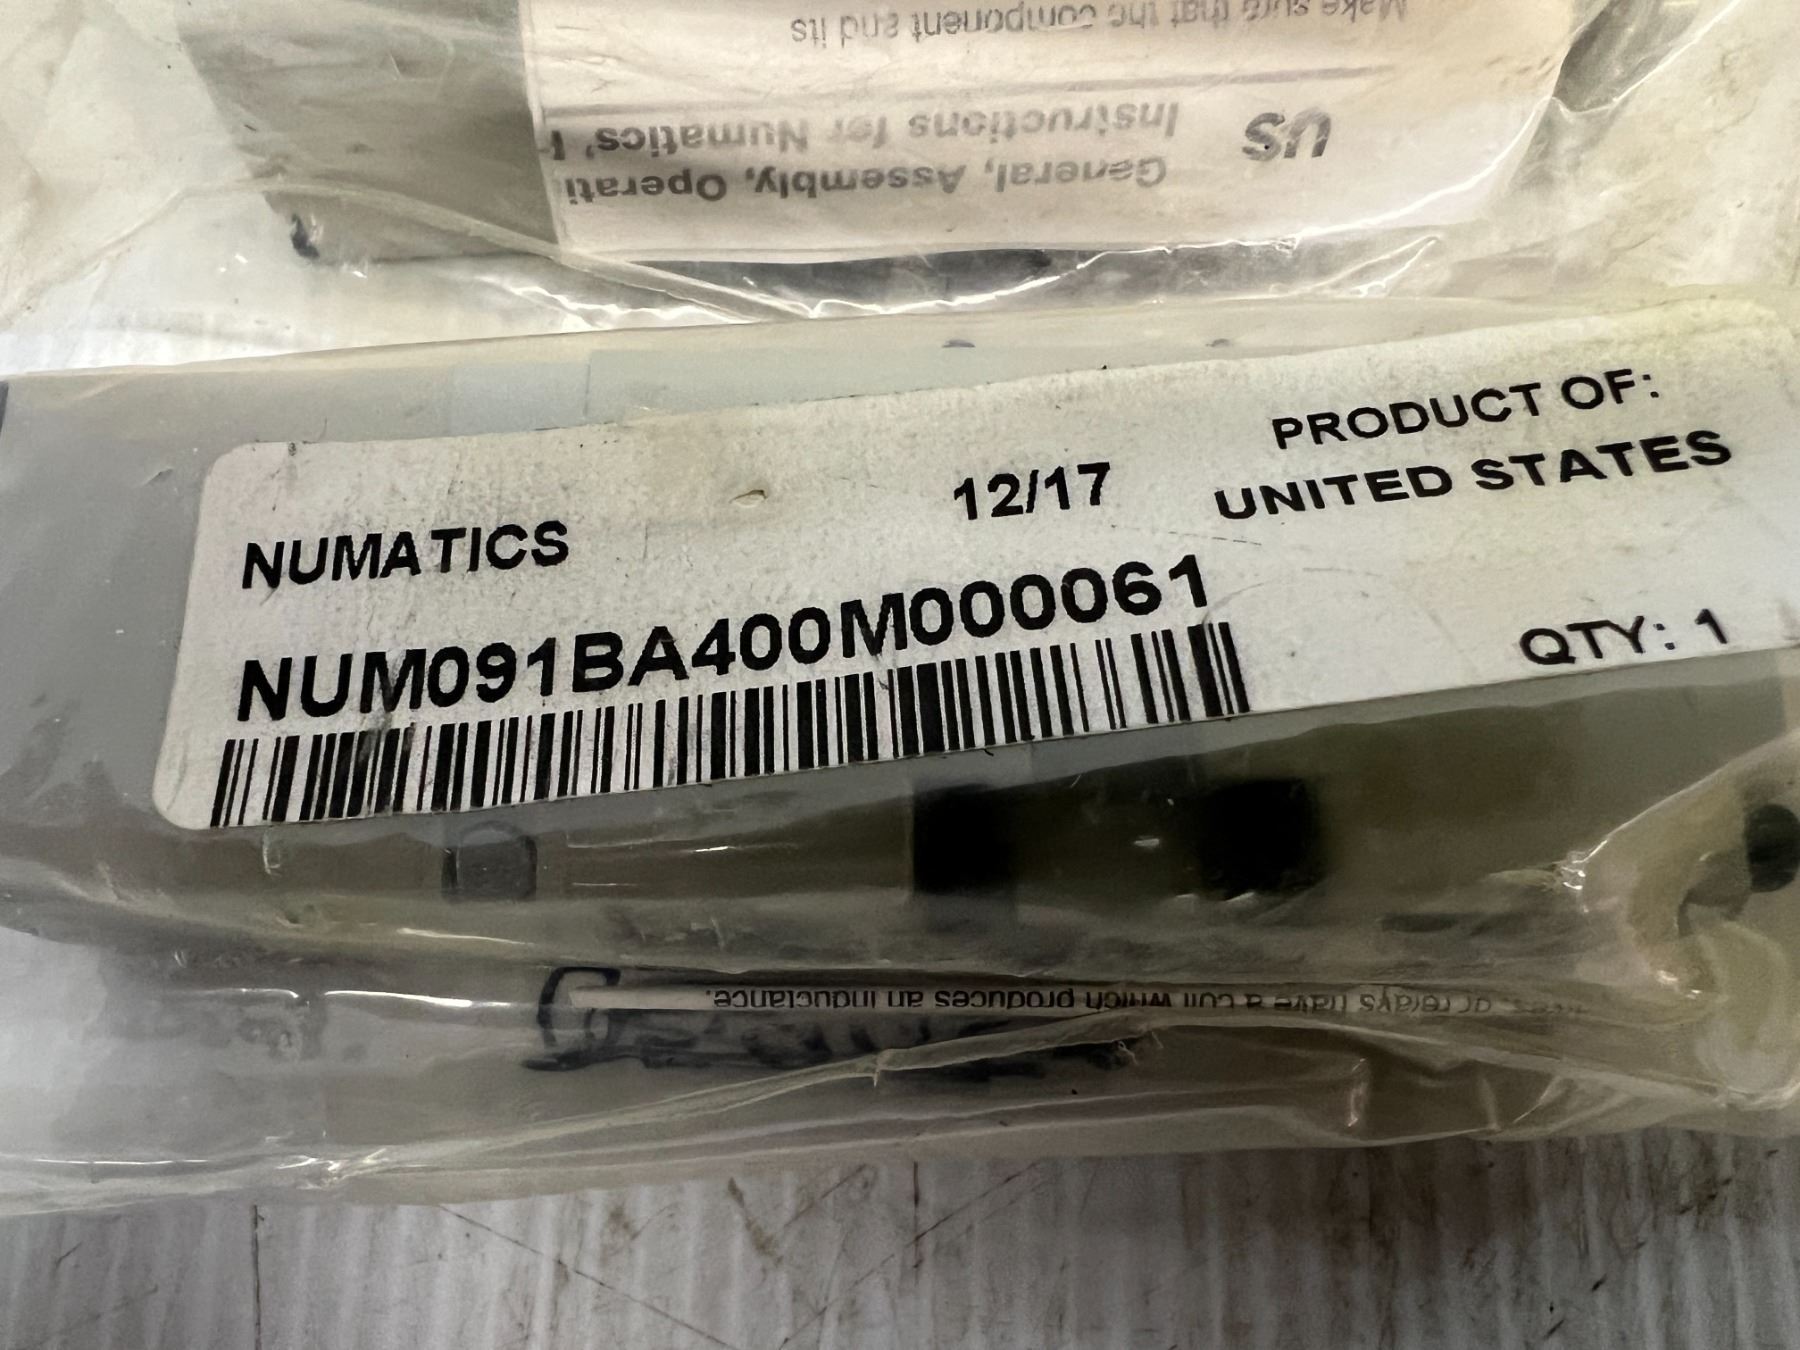 Make sure that the component and its
US
General, Assembly, Operati
Instructions for Numatics'
NUMATICS
12/17
PRODUCT OF:
UNITED STATES
NUM091BA400M000061
QTY: 1
or relays have a coil which produces an inductance.